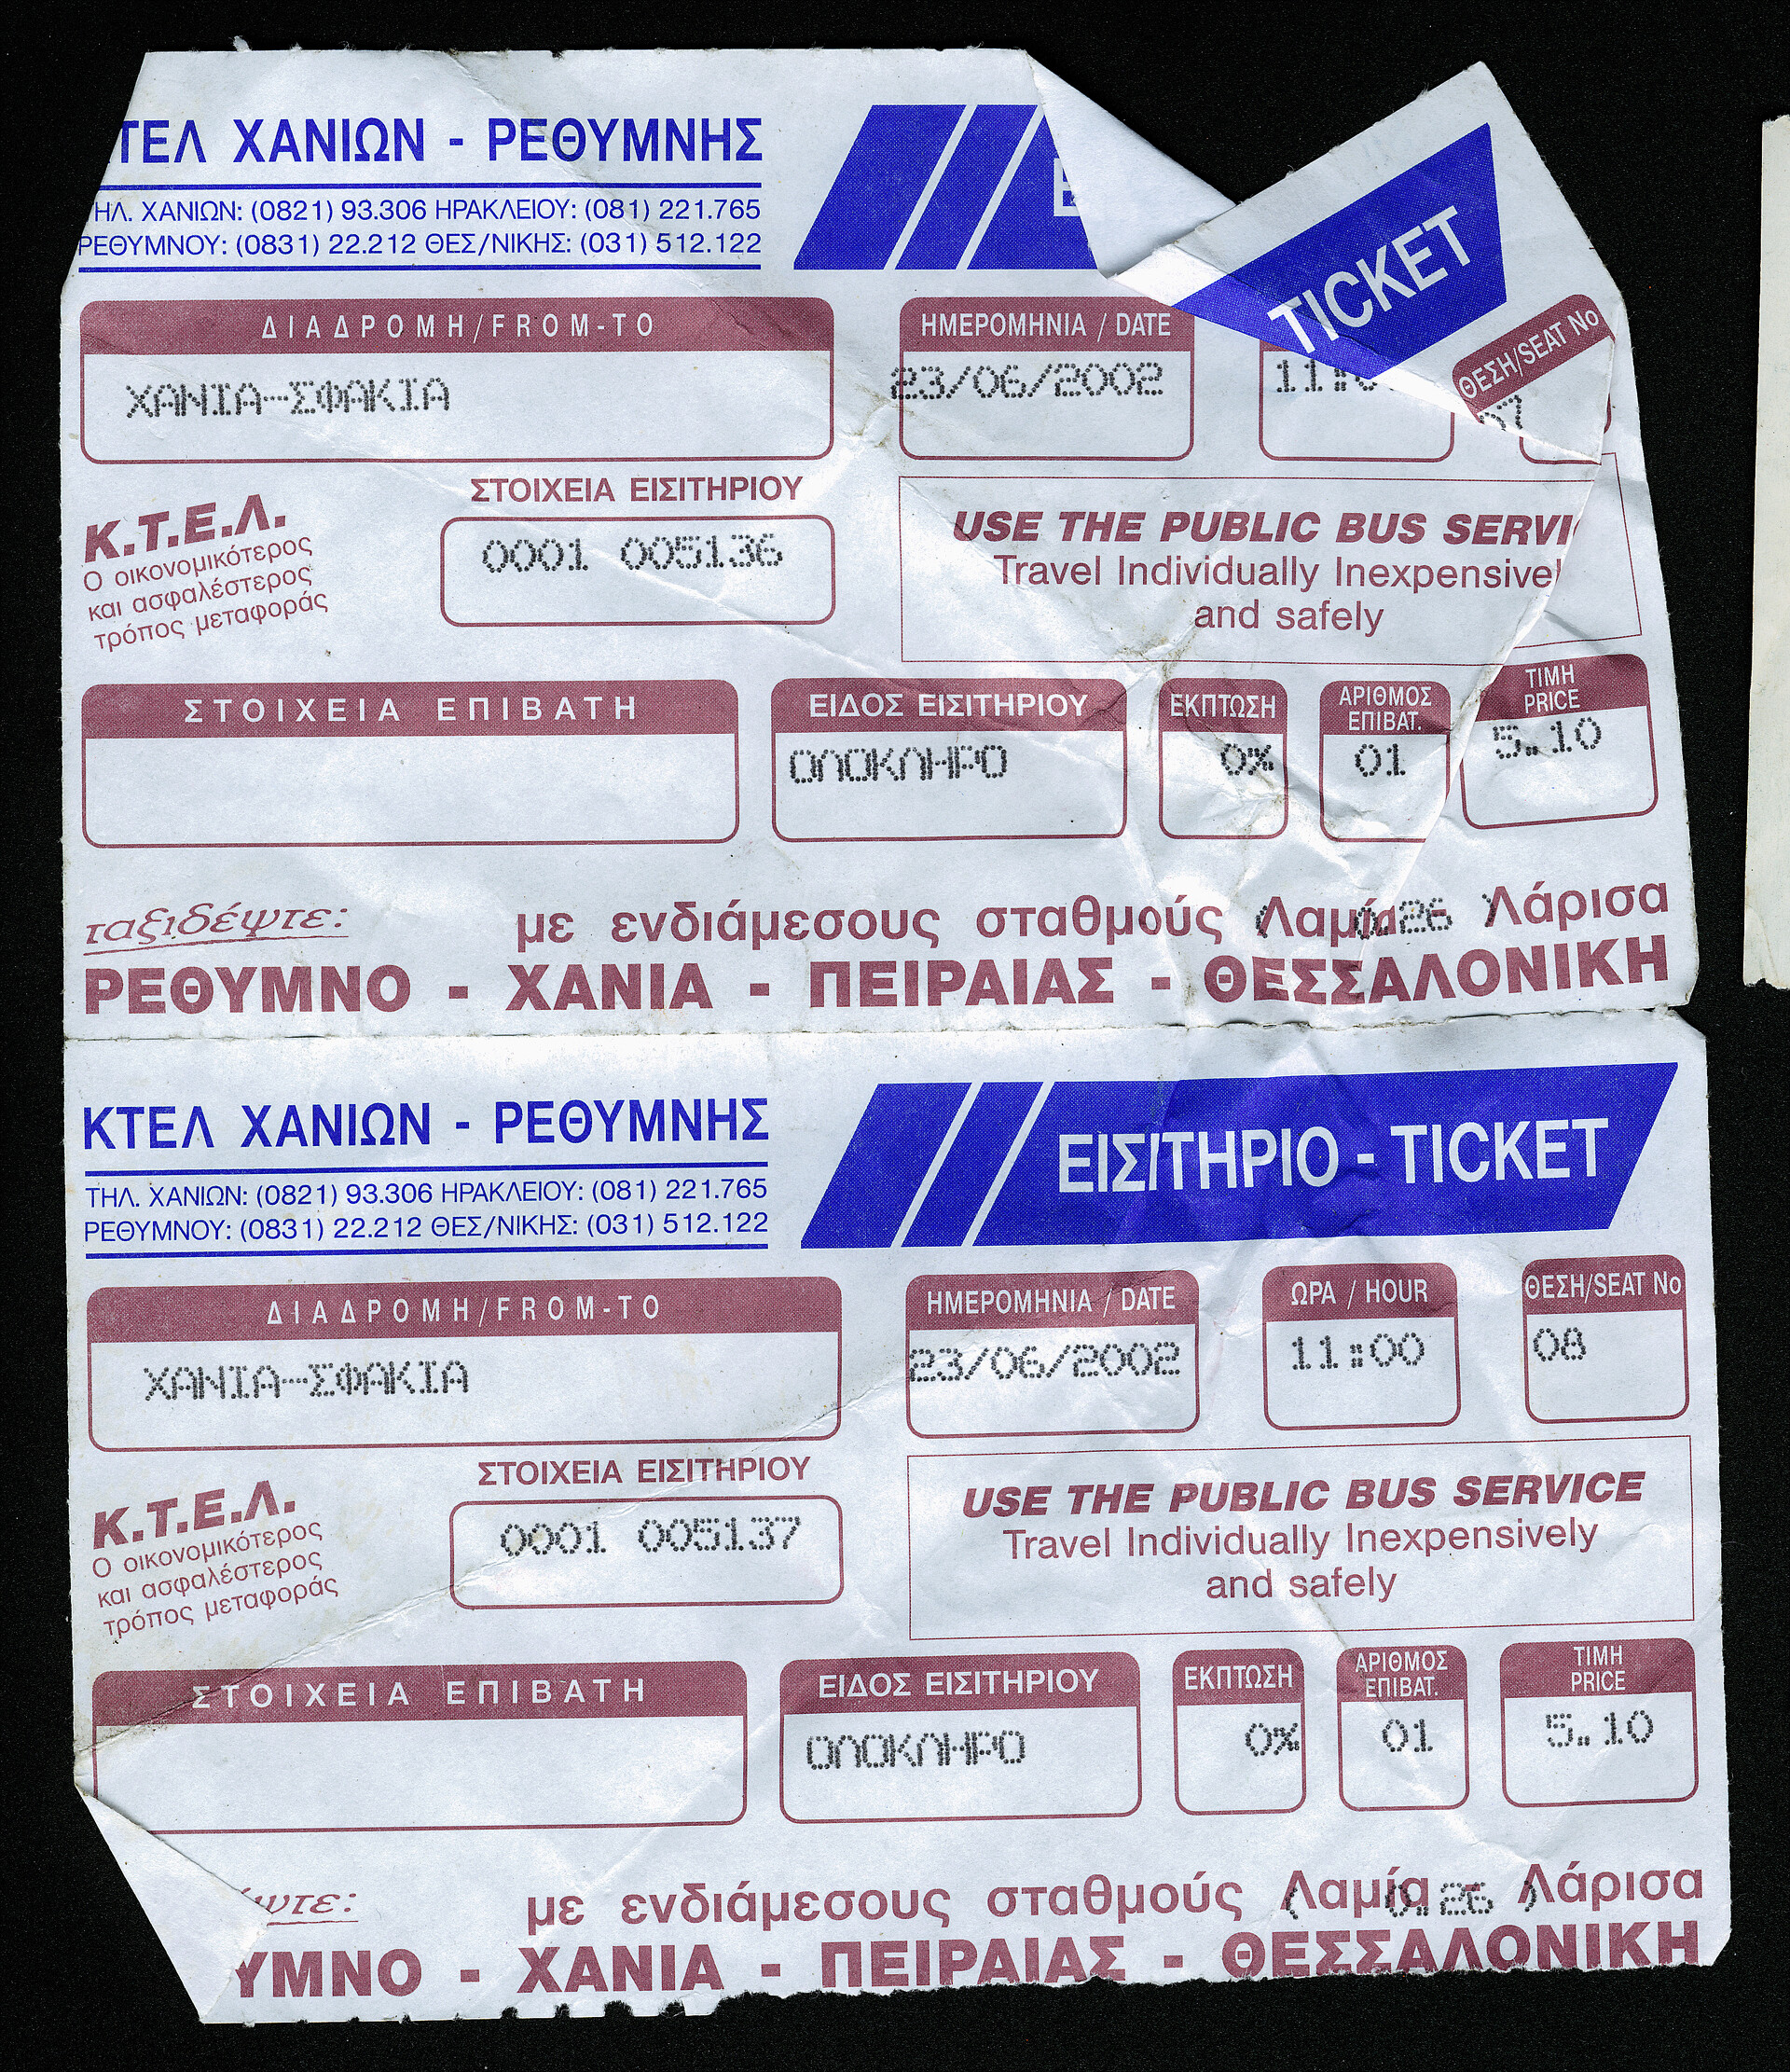 ΤΕΛ ΧΑΝΙΩΝ - ΡΕΘΥΜΝΗΣ
ΗΛ. ΧΑΝΙΩΝ: (0821) 93.306 ΗΡΑΚΛΕΙΟΥ: (081) 221.765
ΡΕΘΥΜΝΟΥ: (0831) 22.212 ΘΕΣ/ΝΙΚΗΣ: (031) 512.122
TICKET
ΔΙΑΔΡΟΜΗ/FROM-TO
ΗΜΕΡΟΜΗΝΙΑ / DATE
ΘΕΣΗ/SEAT No
ΧΑΝΙΑ-ΣΦΑΚΙΑ
23/06/2002
Κ.Τ.Ε.Λ.
Ο οικονομικότερος
και ασφαλέστερος
τρόπος μεταφοράς
ΣΤΟΙΧΕΙΑ ΕΙΣΙΤΗΡΙΟΥ
0001 005136
USE THE PUBLIC BUS SERVI
Travel Individually Inexpensivel
and safely
ΣΤΟΙΧΕΙΑ ΕΠΙΒΑΤΗ
ΕΙΔΟΣ ΕΙΣΙΤΗΡΙΟΥ
ΟΛΟΚΛΗΡΟ
ΕΚΠΤΩΣΗ
0%
ΑΡΙΘΜΟΣ
ΕΠΙΒΑΤ.
01
ΤΙΜΗ
PRICE
5.10
ταξιδέψτε:
με ενδιάμεσους σταθμούς Λαμία - Λάρισα
( 0.26 )
ΡΕΘΥΜΝΟ - ΧΑΝΙΑ - ΠΕΙΡΑΙΑΣ - ΘΕΣΣΑΛΟΝΙΚΗ
ΚΤΕΛ ΧΑΝΙΩΝ - ΡΕΘΥΜΝΗΣ
ΤΗΛ. ΧΑΝΙΩΝ: (0821) 93.306 ΗΡΑΚΛΕΙΟΥ: (081) 221.765
ΡΕΘΥΜΝΟΥ: (0831) 22.212 ΘΕΣ/ΝΙΚΗΣ: (031) 512.122
ΕΙΣΙΤΗΡΙΟ - TICKET
ΔΙΑΔΡΟΜΗ/FROM-TO
ΗΜΕΡΟΜΗΝΙΑ / DATE
ΩΡΑ / HOUR
ΘΕΣΗ/SEAT No
ΧΑΝΙΑ-ΣΦΑΚΙΑ
23/06/2002
11:00
08
Κ.Τ.Ε.Λ.
Ο οικονομικότερος
και ασφαλέστερος
τρόπος μεταφοράς
ΣΤΟΙΧΕΙΑ ΕΙΣΙΤΗΡΙΟΥ
0001 005137
USE THE PUBLIC BUS SERVICE
Travel Individually Inexpensively
and safely
ΣΤΟΙΧΕΙΑ ΕΠΙΒΑΤΗ
ΕΙΔΟΣ ΕΙΣΙΤΗΡΙΟΥ
ΟΛΟΚΛΗΡΟ
ΕΚΠΤΩΣΗ
0%
ΑΡΙΘΜΟΣ
ΕΠΙΒΑΤ.
01
ΤΙΜΗ
PRICE
5.10
με ενδιάμεσους σταθμούς Λαμία - Λάρισα
( 0.26 )
ΥΜΝΟ - ΧΑΝΙΑ - ΠΕΙΡΑΙΑΣ - ΘΕΣΣΑΛΟΝΙΚΗ